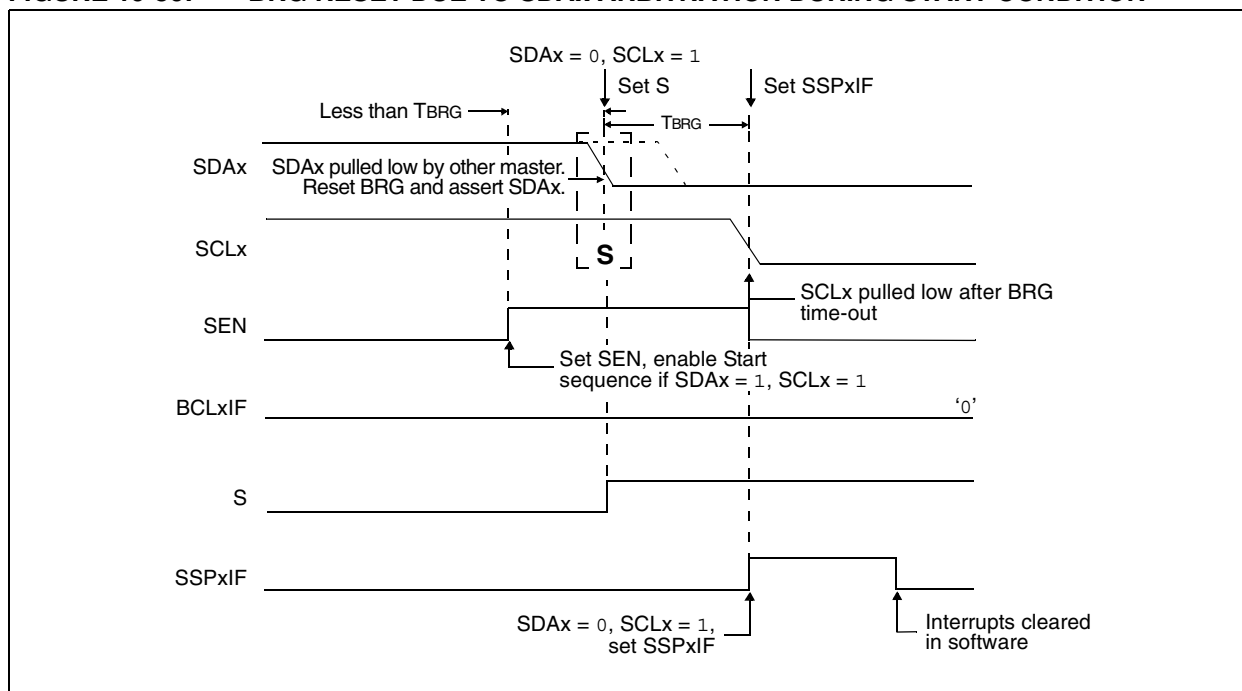 SDAx = 0, SCLx = 1
Set S
Set SSPxIF
Less than TBRG
TBRG
SDAx
SDAx pulled low by other master.
Reset BRG and assert SDAx.
SCLx
S
SCLx pulled low after BRG
time-out
SEN
Set SEN, enable Start
sequence if SDAx = 1, SCLx = 1
BCLxIF
‘0’
S
SSPxIF
SDAx = 0, SCLx = 1,
set SSPxIF
Interrupts cleared
in software